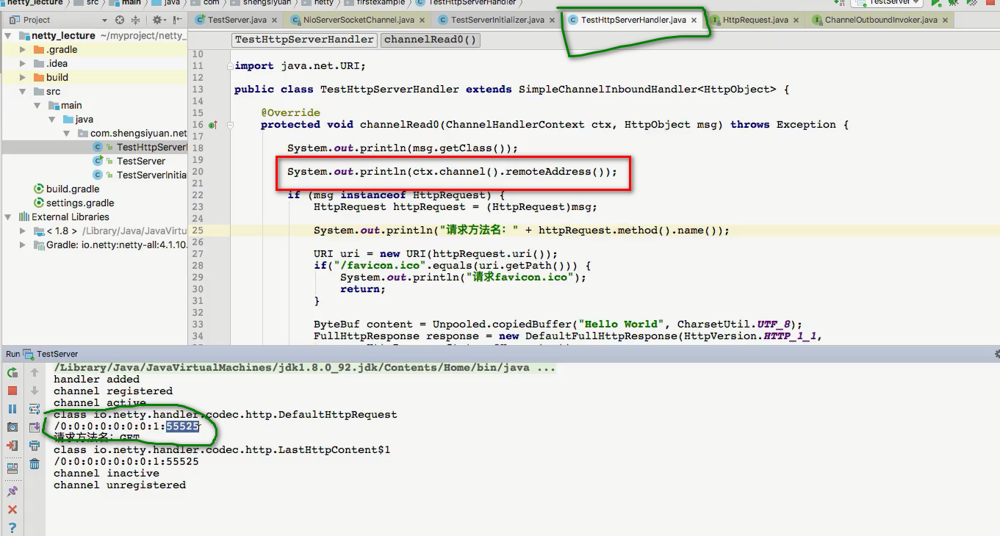 netty_lecture src main java com shengsiyuan netty firstexample TestHttpServerHandler TestServer
Project TestServer.java NioServerSocketChannel.java TestServerInitializer.java TestHttpServerHandler.java HttpRequest.java ChannelOutboundInvoker.java
netty_lecture ~/myproject/netty_
.gradle
.idea
build
src
main
java
com.shengsiyuan.net
TestHttpServerH
TestServer
TestServerInitia
build.gradle
settings.gradle
External Libraries
< 1.8 > /Library/Java/JavaVirtu
Gradle: io.netty:netty-all:4.1.10.
TestHttpServerHandler channelRead0()
10
11 import java.net.URI;
12
13 public class TestHttpServerHandler extends SimpleChannelInboundHandler<HttpObject> {
14
15 @Override
16 protected void channelRead0(ChannelHandlerContext ctx, HttpObject msg) throws Exception {
17
18 System.out.println(msg.getClass());
19
20 System.out.println(ctx.channel().remoteAddress());
21
22 if (msg instanceof HttpRequest) {
23 HttpRequest httpRequest = (HttpRequest)msg;
24
25 System.out.println("请求方法名：" + httpRequest.method().name());
26
27 URI uri = new URI(httpRequest.uri());
28 if("/favicon.ico".equals(uri.getPath())) {
29 System.out.println("请求favicon.ico");
30 return;
31 }
32
33 ByteBuf content = Unpooled.copiedBuffer("Hello World", CharsetUtil.UTF_8);
34 FullHttpResponse response = new DefaultFullHttpResponse(HttpVersion.HTTP_1_1,
Run TestServer
/Library/Java/JavaVirtualMachines/jdk1.8.0_92.jdk/Contents/Home/bin/java ...
handler added
channel registered
channel active
class io.netty.handler.codec.http.DefaultHttpRequest
/0:0:0:0:0:0:0:1:55525
请求方法名：GET
class io.netty.handler.codec.http.LastHttpContent$1
/0:0:0:0:0:0:0:1:55525
channel inactive
channel unregistered